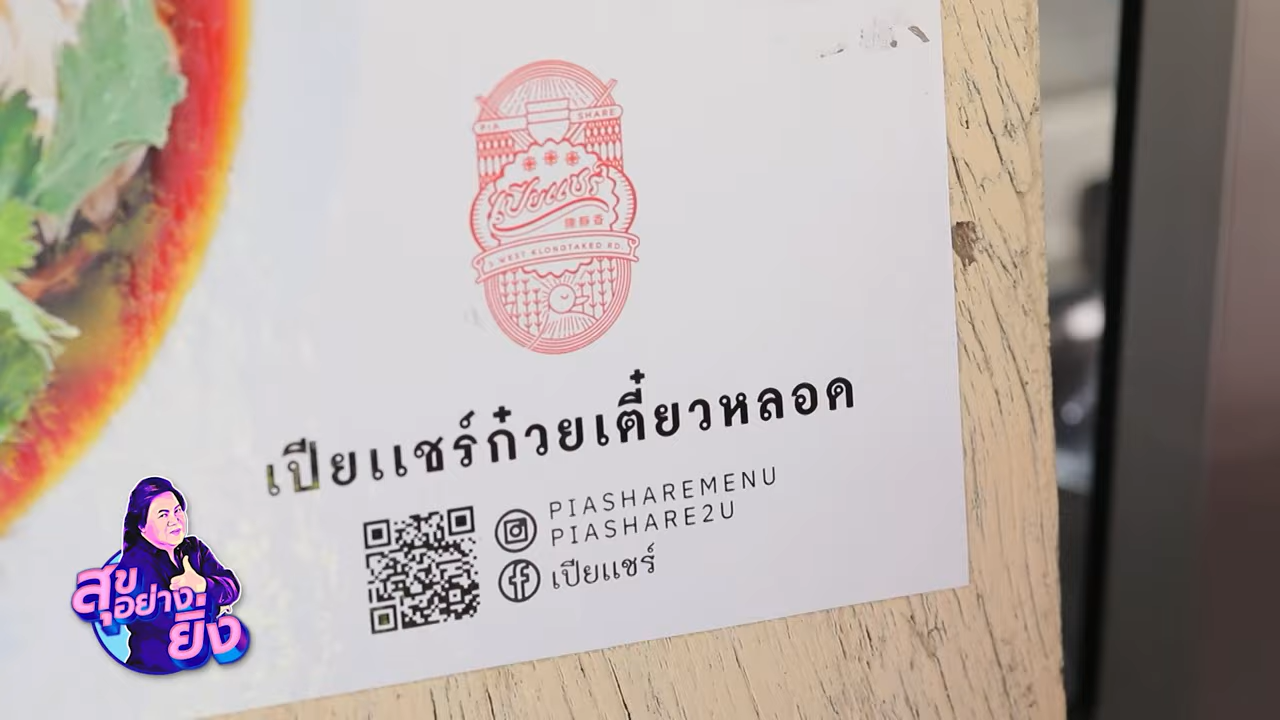 PIA SHARE
เปียแชร์
5 WEST KLONGTAKED RD.
เปียแชร์ก๋วยเตี๋ยวหลอด
PIASHAREMENU
PIASHARE2U
เปียแชร์
สุขอย่างยิ่ง